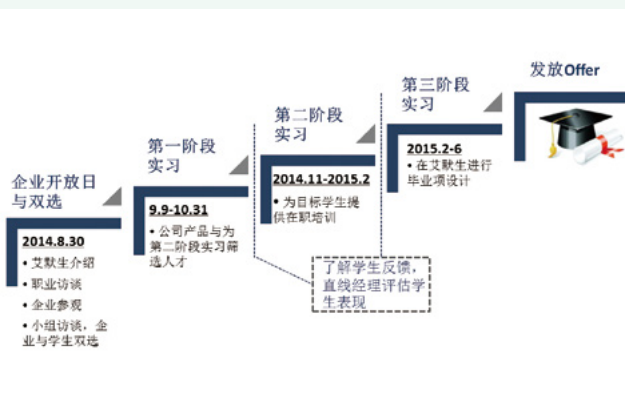 企业开放日
与双选
2014.8.30
• 艾默生介绍
• 职业访谈
• 企业参观
• 小组访谈，企
业与学生双选
第一阶段
实习
9.9-10.31
• 公司产品与为
第二阶段实习筛
选人才
第二阶段
实习
2014.11-2015.2
• 为目标学生提
供在职培训
第三阶段
实习
2015.2-6
• 在艾默生进行
毕业项设计
了解学生反馈，
直线经理评估学
生表现
发放Offer